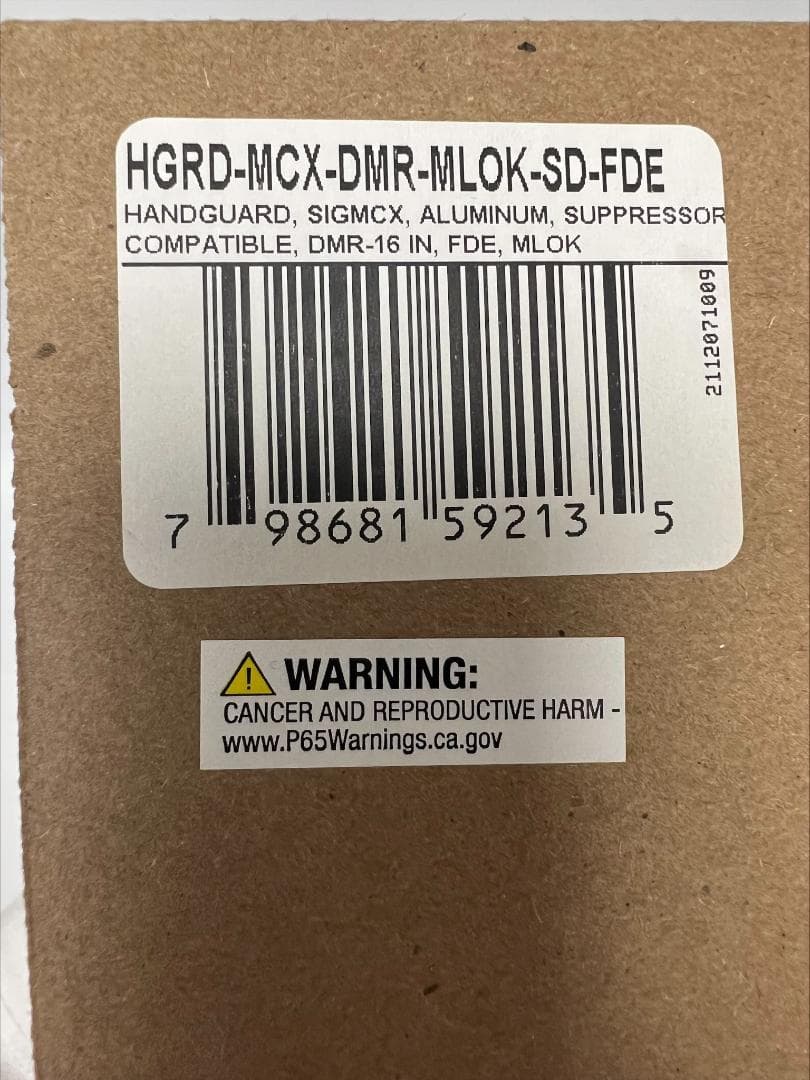 HGRD-MCX-DMR-MLOK-SD-FDE
HANDGUARD, SIGMCX, ALUMINUM, SUPPRESSOR
COMPATIBLE, DMR-16 IN, FDE, MLOK
2112071009
7 98681 59213 5
WARNING:
CANCER AND REPRODUCTIVE HARM -
www.P65Warnings.ca.gov